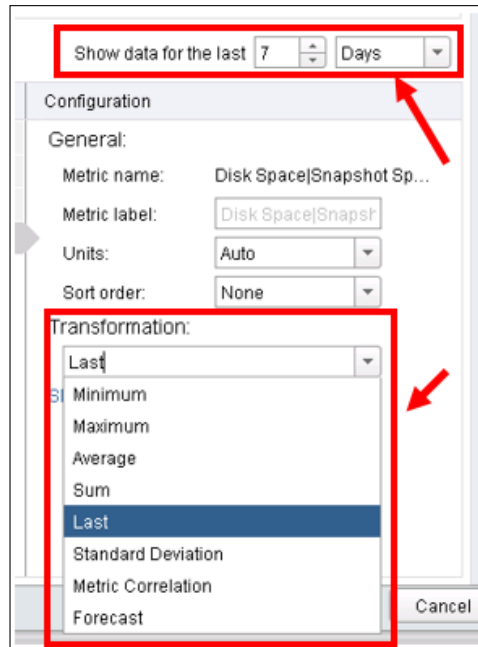 Show data for the last 7 Days
Configuration
General:
Metric name: Disk Space|Snapshot Sp...
Metric label: Disk Space|Snapsh
Units: Auto
Sort order: None
Transformation:
Last
Minimum
Maximum
Average
Sum
Last
Standard Deviation
Metric Correlation
Forecast
Cancel